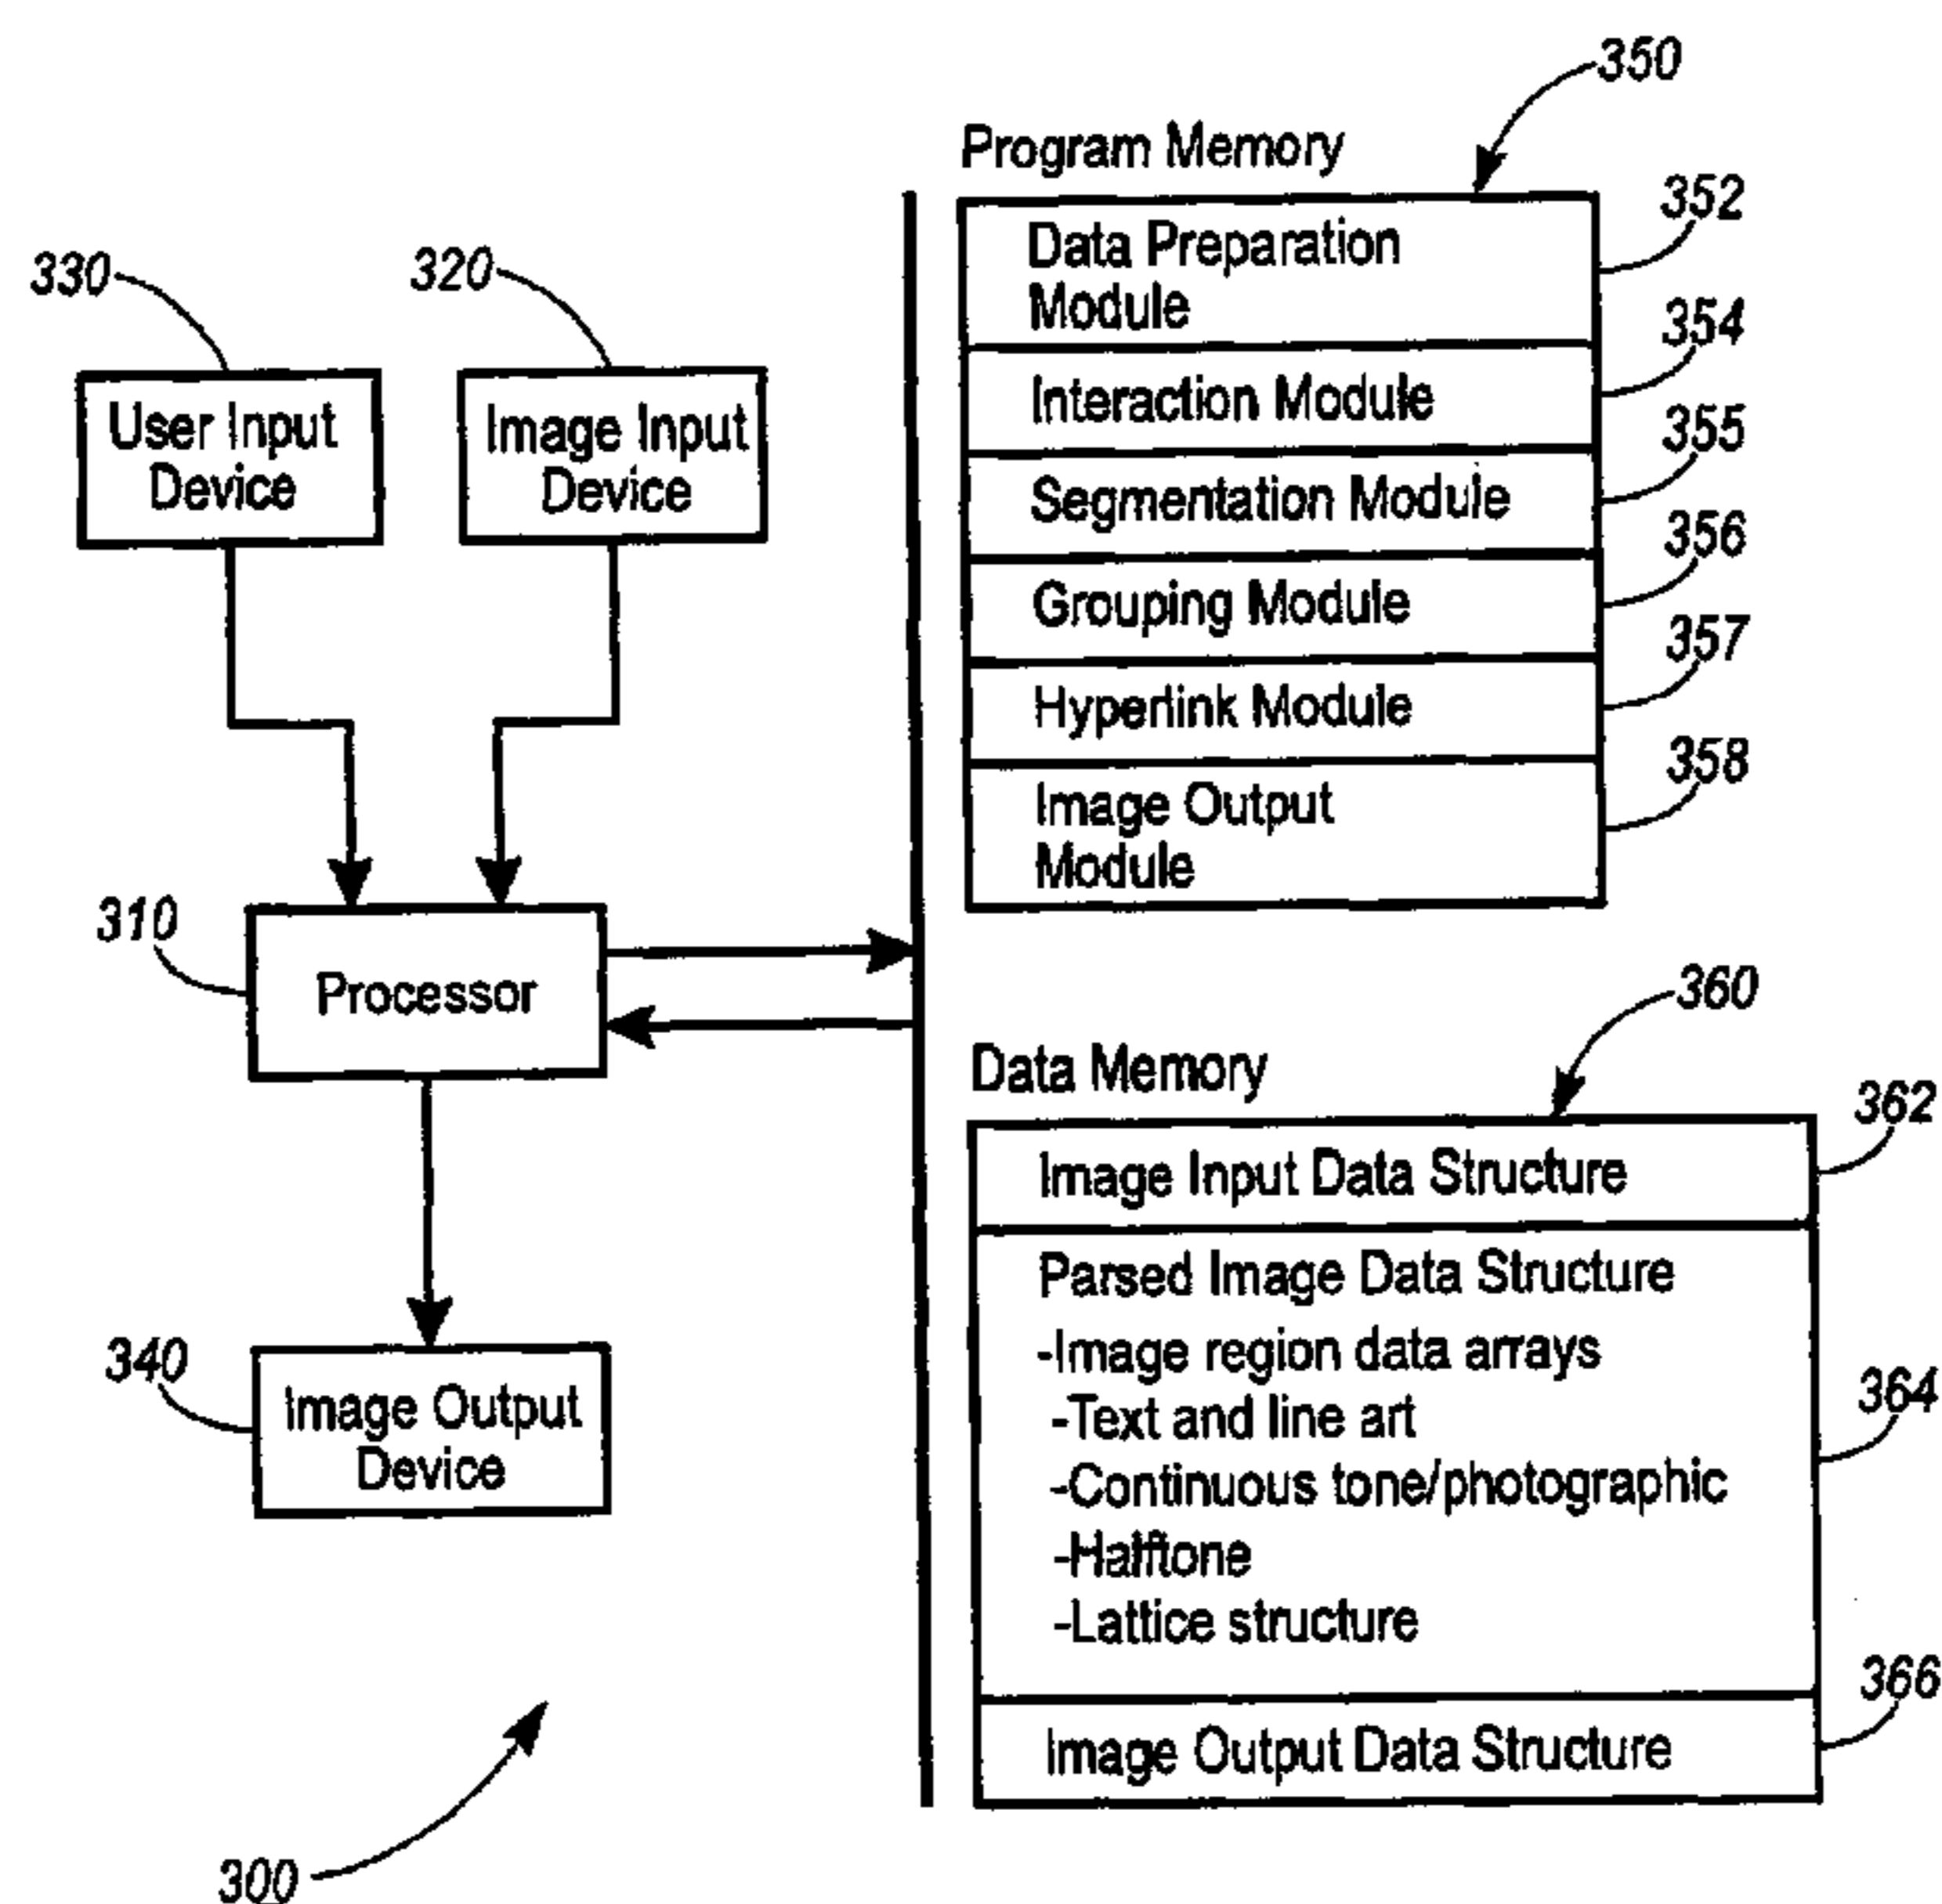 350
Program Memory
352
Data Preparation
Module
354
Interaction Module
355
Segmentation Module
356
Grouping Module
357
Hyperlink Module
358
Image Output
Module
330
User Input
Device
320
Image Input
Device
310
Processor
340
Image Output
Device
360
Data Memory
362
Image Input Data Structure
364
Parsed Image Data Structure
-Image region data arrays
-Text and line art
-Continuous tone/photographic
-Halftone
-Lattice structure
366
Image Output Data Structure
300